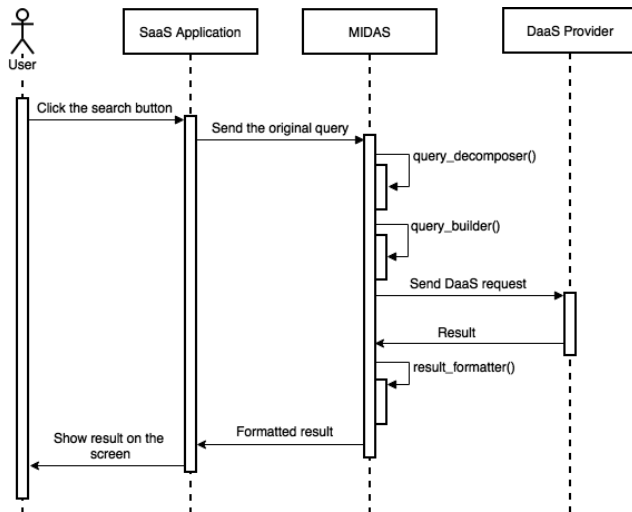 SaaS Application
MIDAS
DaaS Provider
User
Click the search button
Send the original query
query_decomposer()
query_builder()
Send DaaS request
Result
result_formatter()
Formatted result
Show result on the
screen